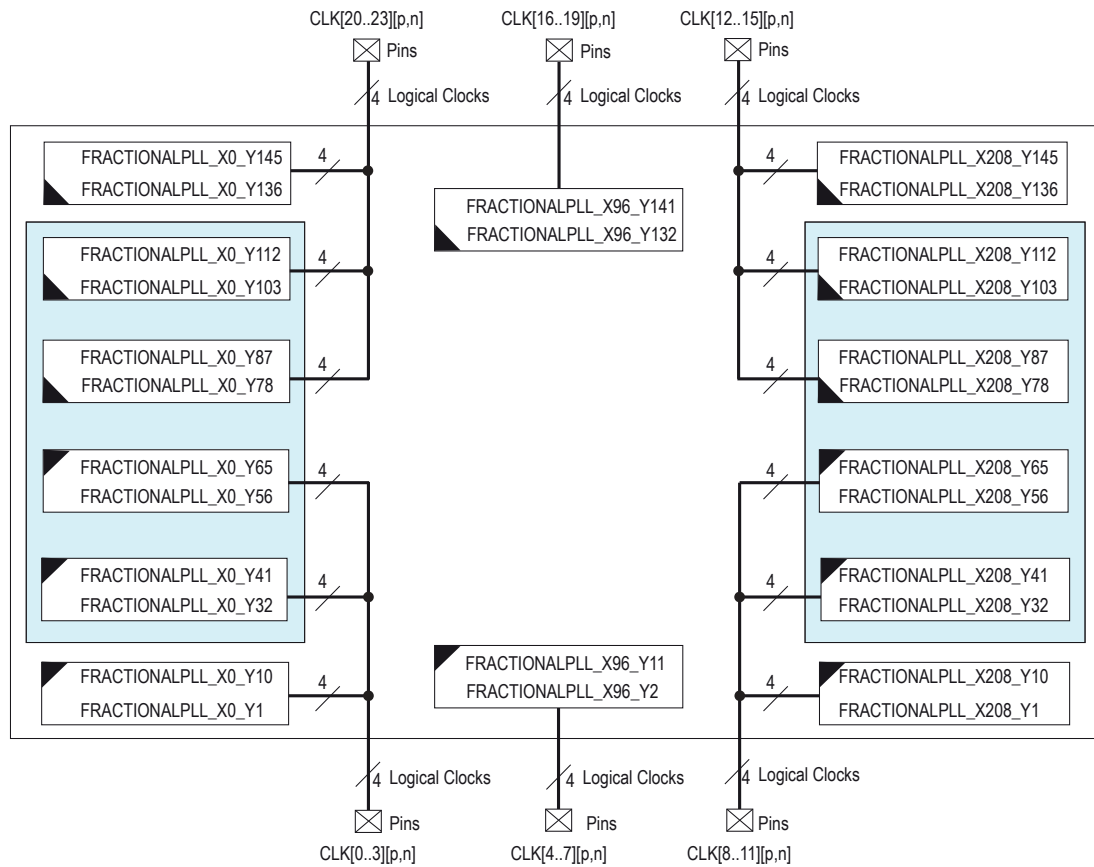 CLK[20..23][p,n]
CLK[16..19][p,n]
CLK[12..15][p,n]
Pins
Pins
Pins
4 Logical Clocks
4 Logical Clocks
4 Logical Clocks
FRACTIONALPLL_X0_Y145
FRACTIONALPLL_X0_Y136
4
4
FRACTIONALPLL_X208_Y145
FRACTIONALPLL_X208_Y136
FRACTIONALPLL_X96_Y141
FRACTIONALPLL_X96_Y132
FRACTIONALPLL_X0_Y112
FRACTIONALPLL_X0_Y103
4
4
FRACTIONALPLL_X208_Y112
FRACTIONALPLL_X208_Y103
FRACTIONALPLL_X0_Y87
FRACTIONALPLL_X0_Y78
4
4
FRACTIONALPLL_X208_Y87
FRACTIONALPLL_X208_Y78
FRACTIONALPLL_X0_Y65
FRACTIONALPLL_X0_Y56
4
4
FRACTIONALPLL_X208_Y65
FRACTIONALPLL_X208_Y56
FRACTIONALPLL_X0_Y41
FRACTIONALPLL_X0_Y32
4
4
FRACTIONALPLL_X208_Y41
FRACTIONALPLL_X208_Y32
FRACTIONALPLL_X96_Y11
FRACTIONALPLL_X96_Y2
FRACTIONALPLL_X0_Y10
FRACTIONALPLL_X0_Y1
4
4
FRACTIONALPLL_X208_Y10
FRACTIONALPLL_X208_Y1
4 Logical Clocks
4 Logical Clocks
4 Logical Clocks
Pins
Pins
Pins
CLK[0..3][p,n]
CLK[4..7][p,n]
CLK[8..11][p,n]